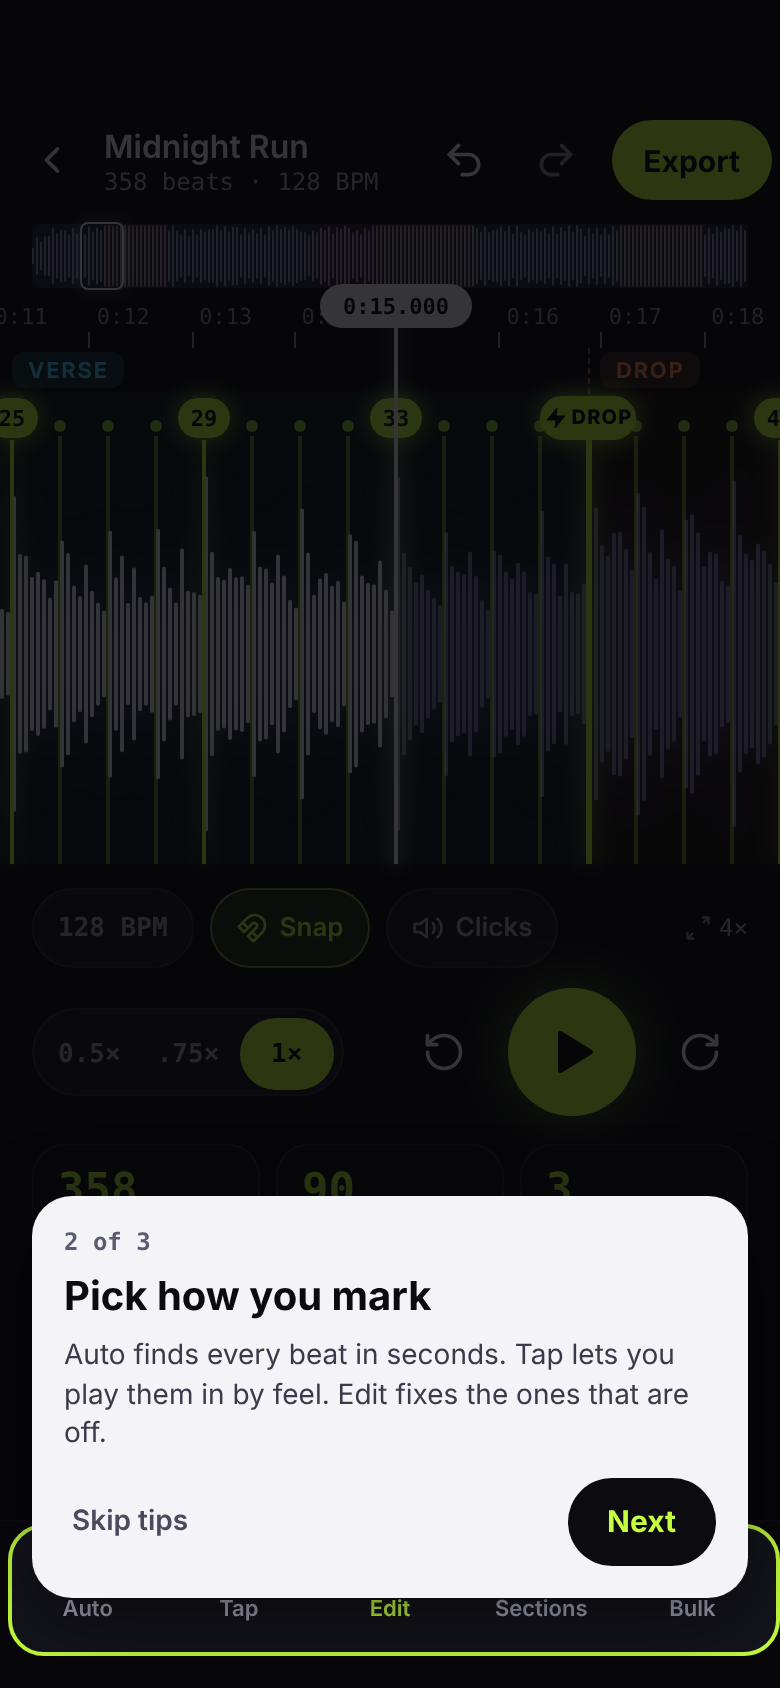 Midnight Run
358 beats · 128 BPM
Export
0:11 0:12 0:13 0:15.000 0:16 0:17 0:18
VERSE DROP
25 29 33 DROP
128 BPM Snap Clicks 4×
0.5× .75× 1×
358 90 3
2 of 3
Pick how you mark
Auto finds every beat in seconds. Tap lets you
play them in by feel. Edit fixes the ones that are
off.
Skip tips Next
Auto Tap Edit Sections Bulk